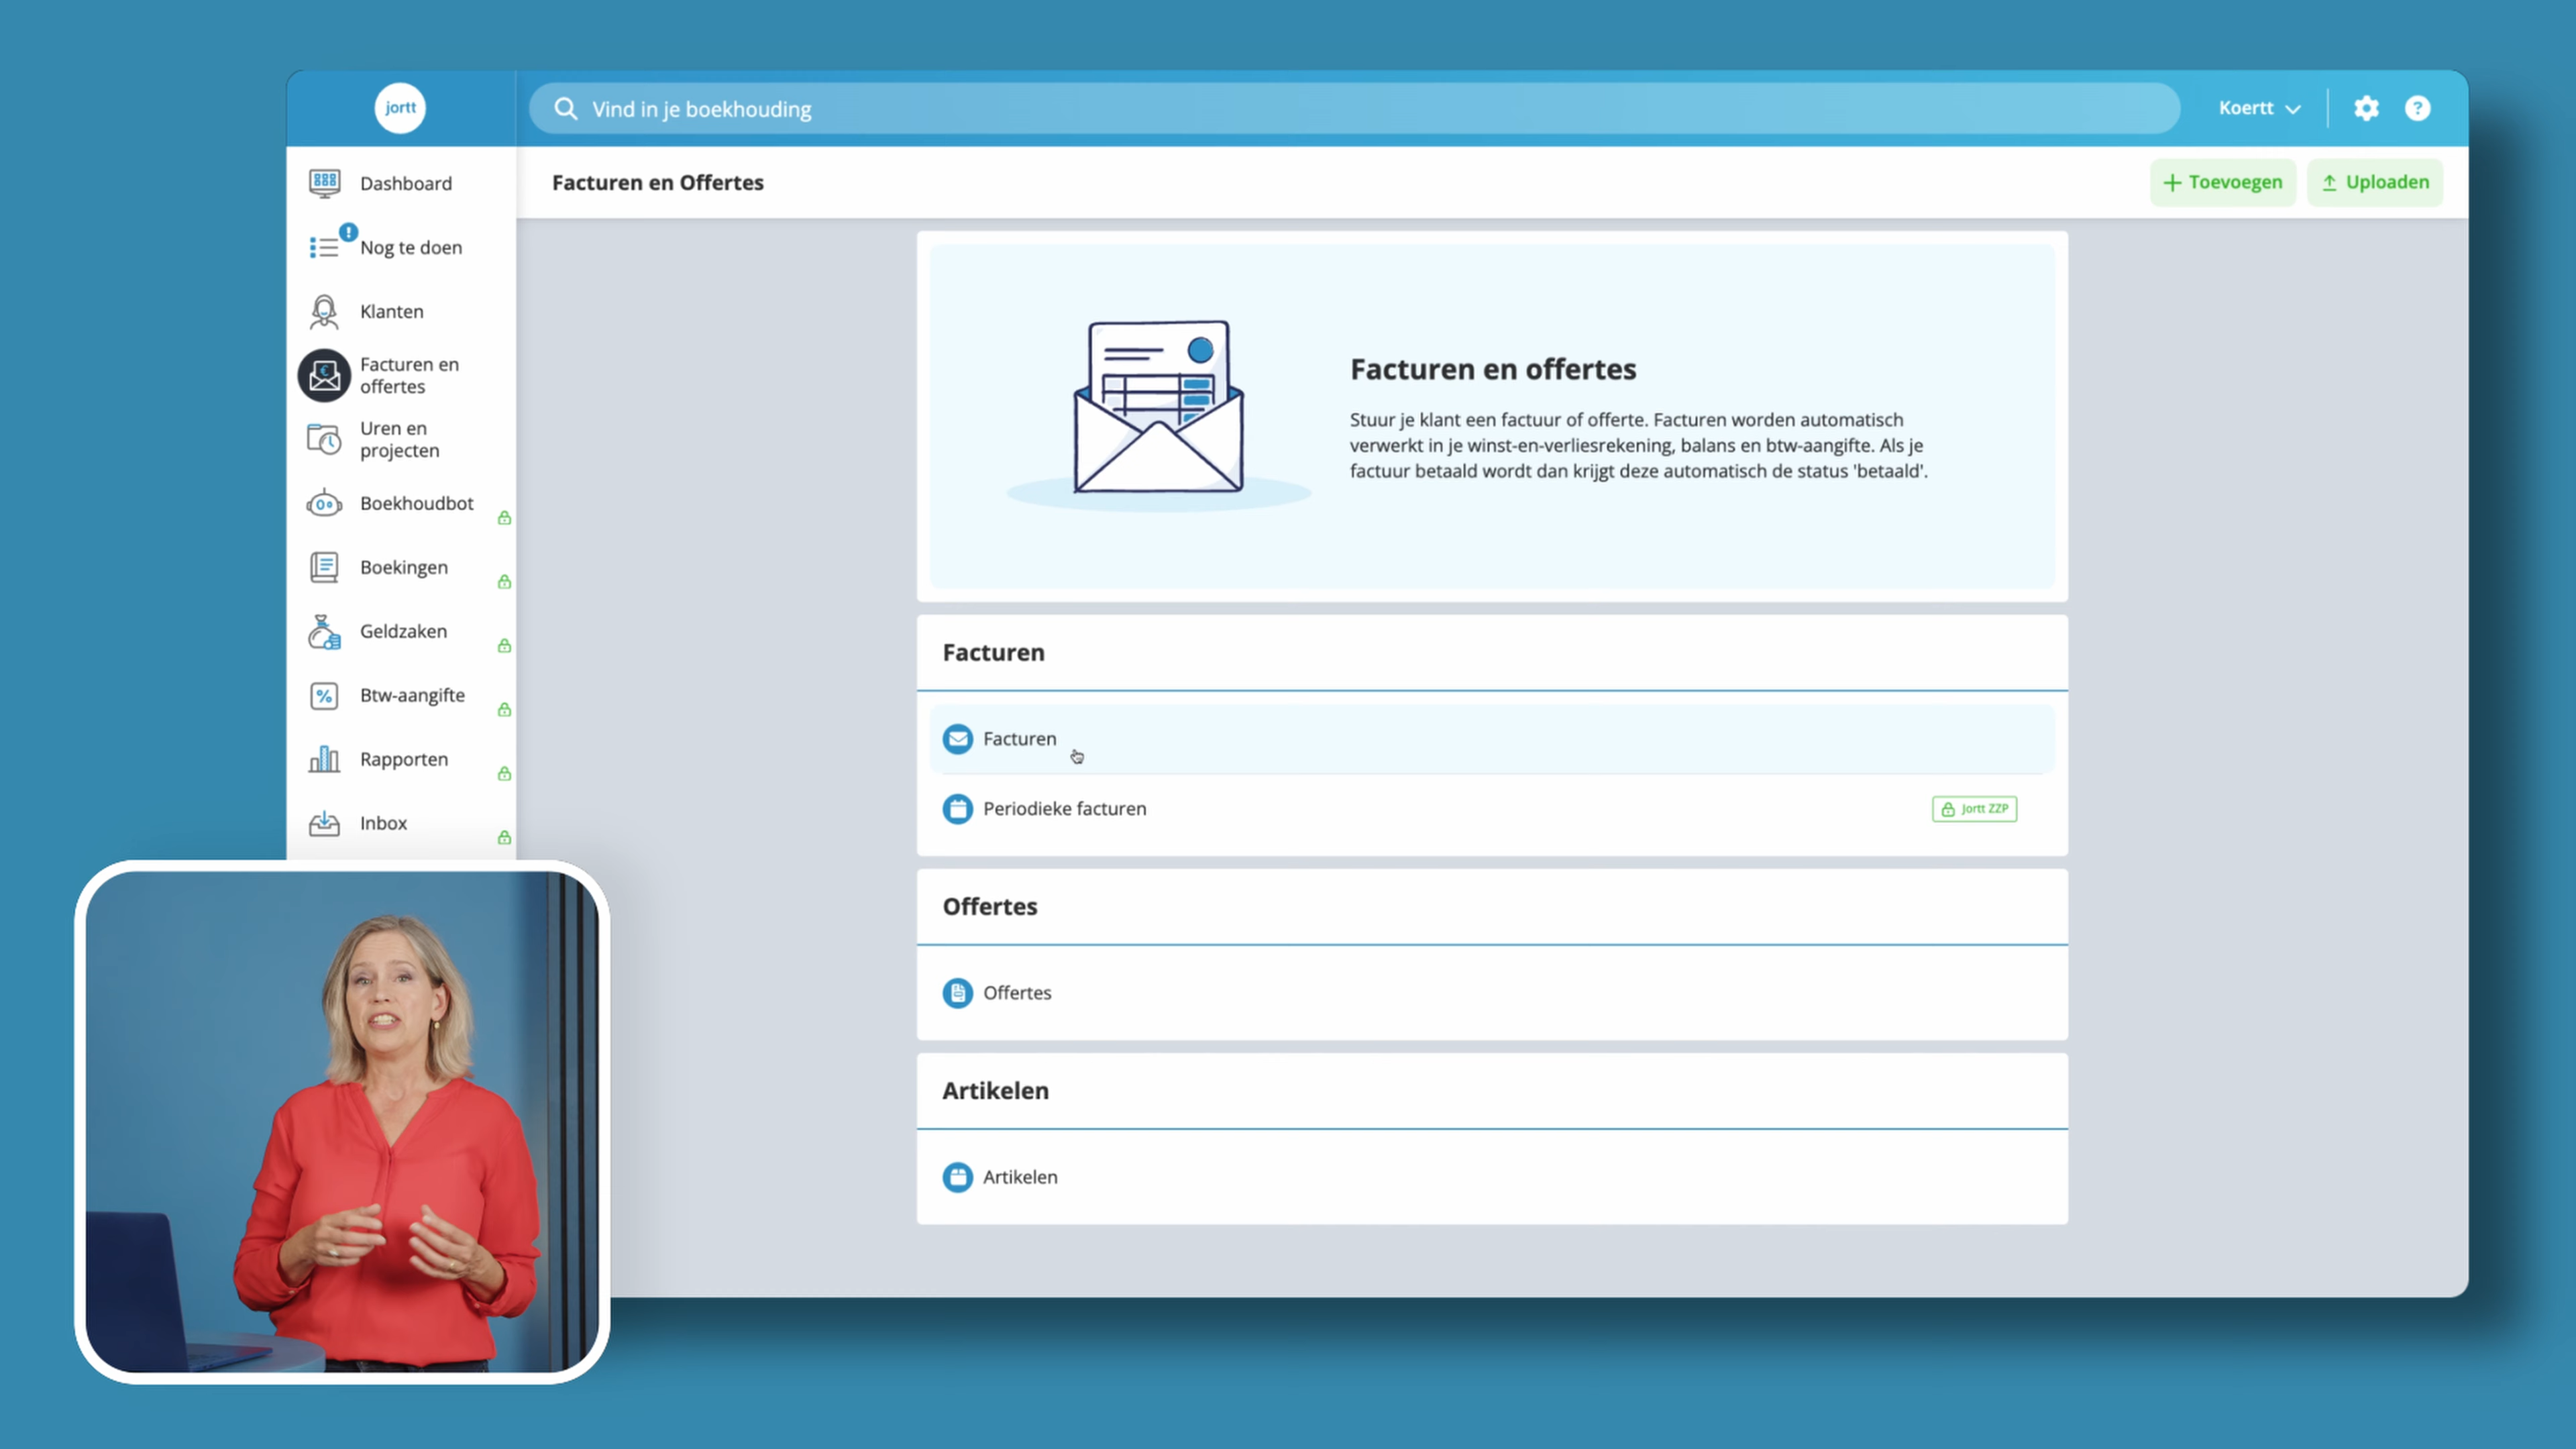 jortt
Vind in je boekhouding
Koertt
?
Facturen en Offertes
Toevoegen
Uploaden
Dashboard
!
Nog te doen
Klanten
€
Facturen en
offertes
Uren en
projecten
Boekhoudbot
Boekingen
Geldzaken
%
Btw-aangifte
Rapporten
Inbox
Facturen en offertes
Stuur je klant een factuur of offerte. Facturen worden automatisch
verwerkt in je winst-en-verliesrekening, balans en btw-aangifte. Als je
factuur betaald wordt dan krijgt deze automatisch de status 'betaald'.
Facturen
Facturen
Periodieke facturen
Jortt ZZP
Offertes
Offertes
Artikelen
Artikelen